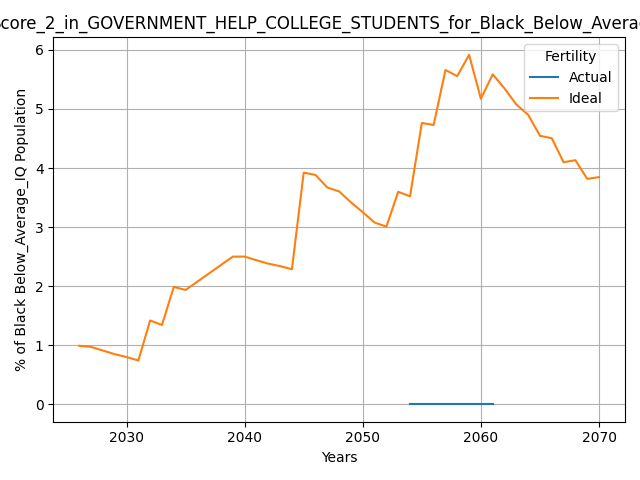 core_2_in_GOVERNMENT_HELP_COLLEGE_STUDENTS_for_Black_Below_Avera
6
5
4
3
2
1
0
% of Black Below_Average_IQ Population
Fertility
Actual
Ideal
2030 2040 2050 2060 2070
Years